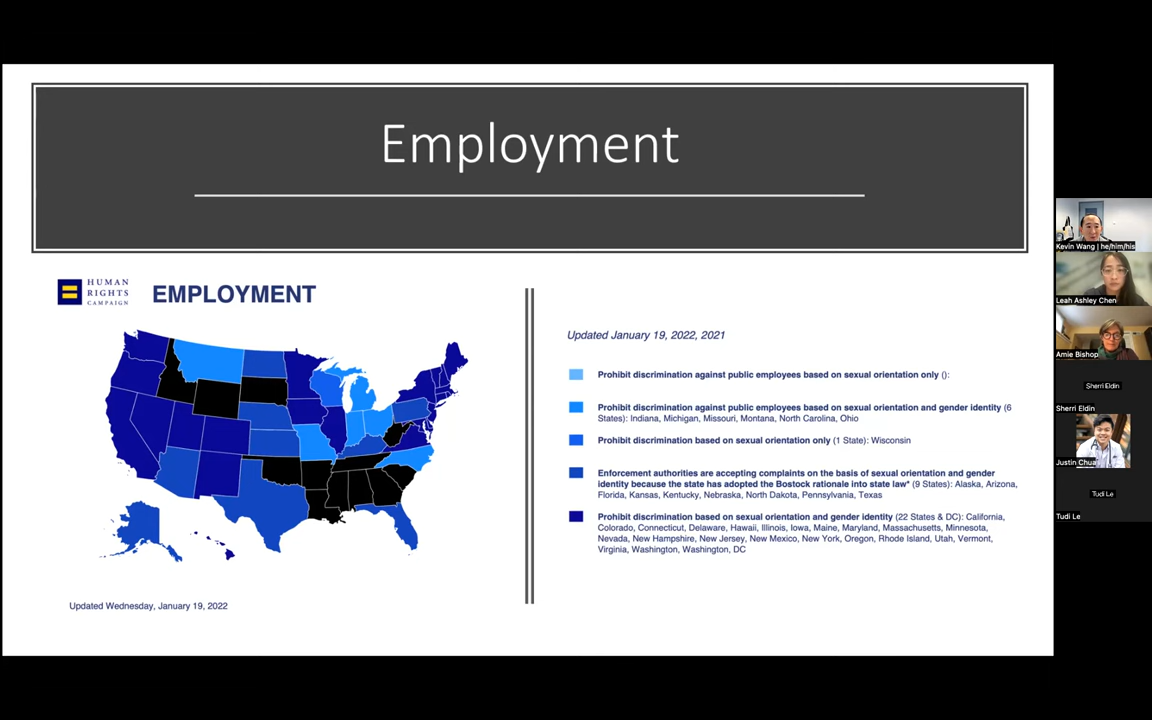 Employment
HUMAN
RIGHTS
CAMPAIGN
EMPLOYMENT
Updated Wednesday, January 19, 2022
Updated January 19, 2022, 2021
Prohibit discrimination against public employees based on sexual orientation only ():
Prohibit discrimination against public employees based on sexual orientation and gender identity (6
States): Indiana, Michigan, Missouri, Montana, North Carolina, Ohio
Prohibit discrimination based on sexual orientation only (1 State): Wisconsin
Enforcement authorities are accepting complaints on the basis of sexual orientation and gender
identity because the state has adopted the Bostock rationale into state law* (9 States): Alaska, Arizona,
Florida, Kansas, Kentucky, Nebraska, North Dakota, Pennsylvania, Texas
Prohibit discrimination based on sexual orientation and gender identity (22 States & DC): California,
Colorado, Connecticut, Delaware, Hawaii, Illinois, Iowa, Maine, Maryland, Massachusetts, Minnesota,
Nevada, New Hampshire, New Jersey, New Mexico, New York, Oregon, Rhode Island, Utah, Vermont,
Virginia, Washington, Washington, DC
Kevin Wang | he/him/his
Leah Ashley Chen
Amie Bishop
Sherri Eldin
Sherri Eldin
Justin Chua
Tudi Le
Tudi Le